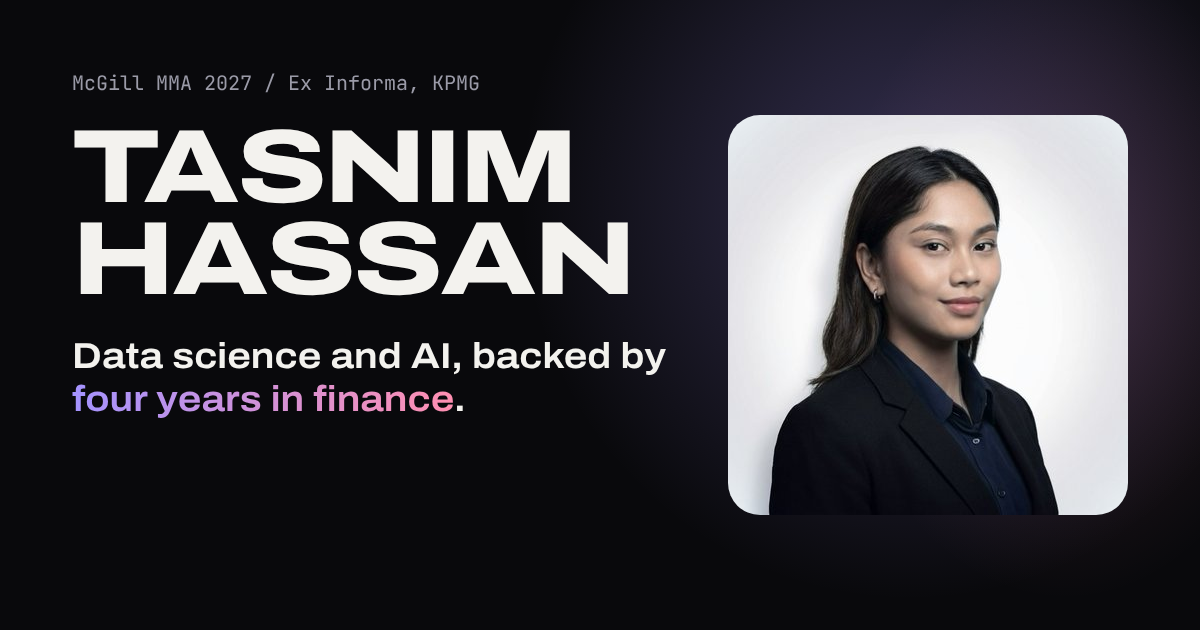 McGill MMA 2027 / Ex Informa, KPMG
TASNIM
HASSAN
Data science and AI, backed by
four years in finance.